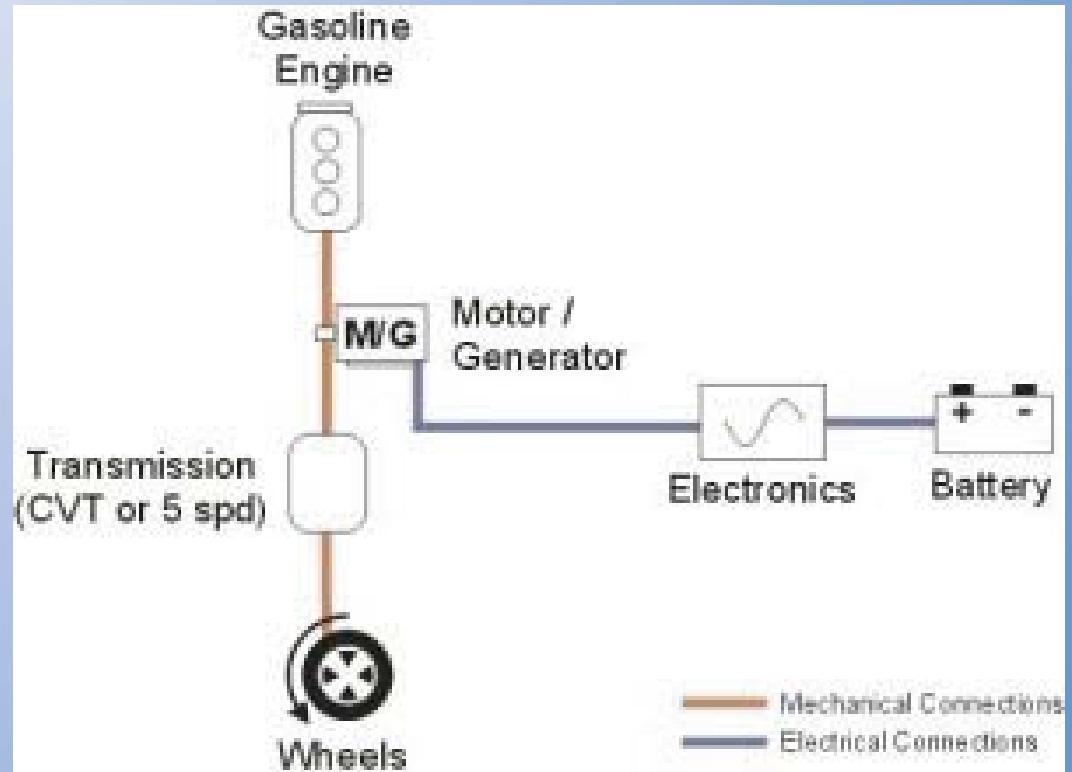 Gasoline
Engine
M/G
Motor /
Generator
Transmission
(CVT or 5 spd)
+ -
Electronics
Battery
Wheels
Mechanical Connections
Electrical Connections